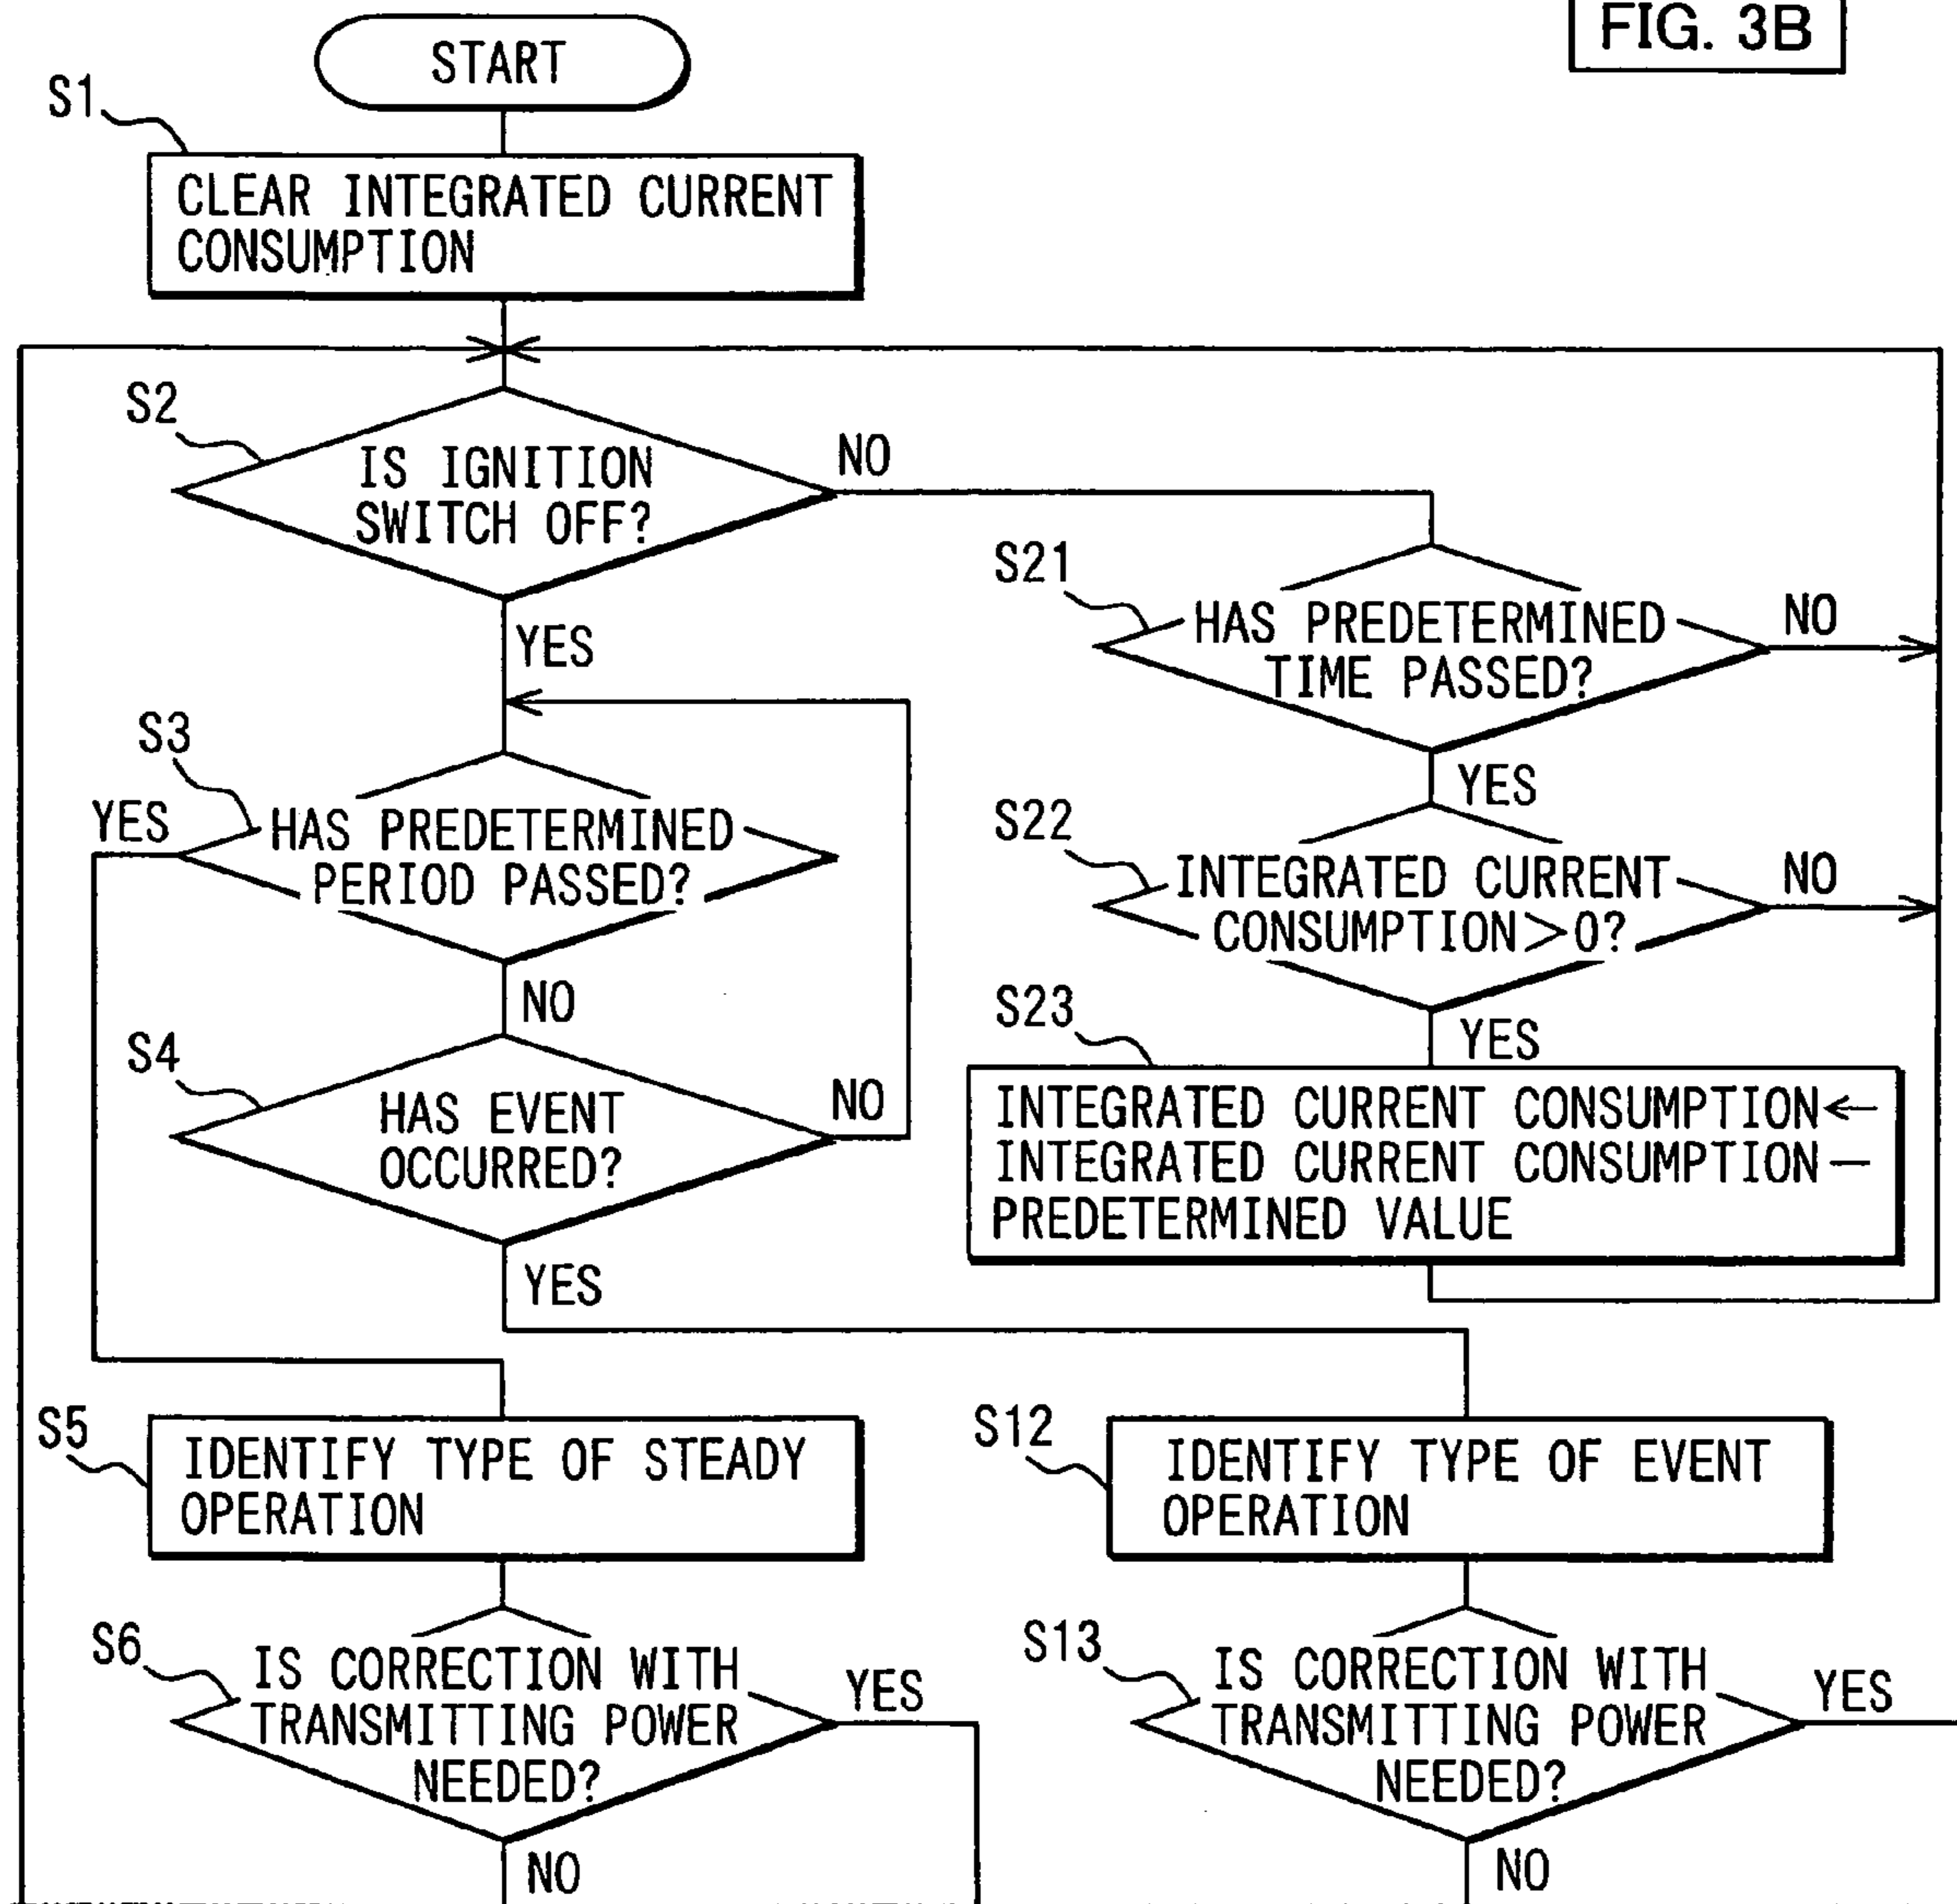 FIG. 3B
START
S1
CLEAR INTEGRATED CURRENT
CONSUMPTION
S2
IS IGNITION
SWITCH OFF?
NO
YES
S21
HAS PREDETERMINED
TIME PASSED?
NO
YES
S3
HAS PREDETERMINED
PERIOD PASSED?
YES
NO
S22
INTEGRATED CURRENT
CONSUMPTION>0?
NO
YES
S4
HAS EVENT
OCCURRED?
NO
YES
S23
INTEGRATED CURRENT CONSUMPTION←
INTEGRATED CURRENT CONSUMPTION—
PREDETERMINED VALUE
S5
IDENTIFY TYPE OF STEADY
OPERATION
S12
IDENTIFY TYPE OF EVENT
OPERATION
S6
IS CORRECTION WITH
TRANSMITTING POWER
NEEDED?
YES
NO
S13
IS CORRECTION WITH
TRANSMITTING POWER
NEEDED?
YES
NO